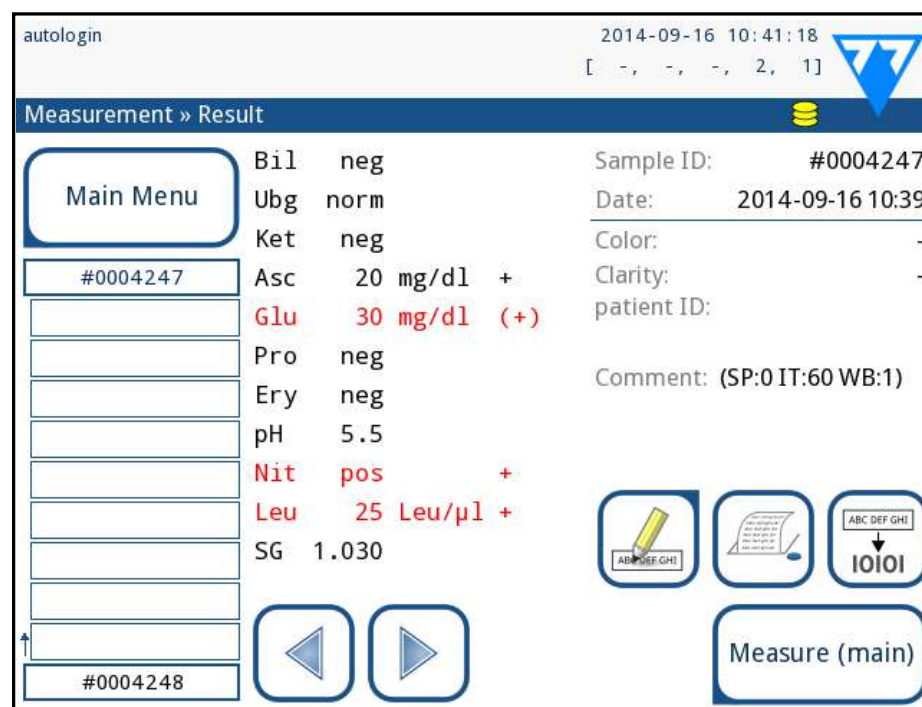 autologin
2014-09-16 10:41:18
[ -, -, -, 2, 1]
Measurement » Result
Main Menu
#0004247
#0004248
Bil neg
Ubg norm
Ket neg
Asc 20 mg/dl +
Glu 30 mg/dl (+)
Pro neg
Ery neg
pH 5.5
Nit pos +
Leu 25 Leu/µl +
SG 1.030
Sample ID: #0004247
Date: 2014-09-16 10:39
Color: -
Clarity: -
patient ID:
Comment: (SP:0 IT:60 WB:1)
ABC DEF GHI
IOIOI
Measure (main)